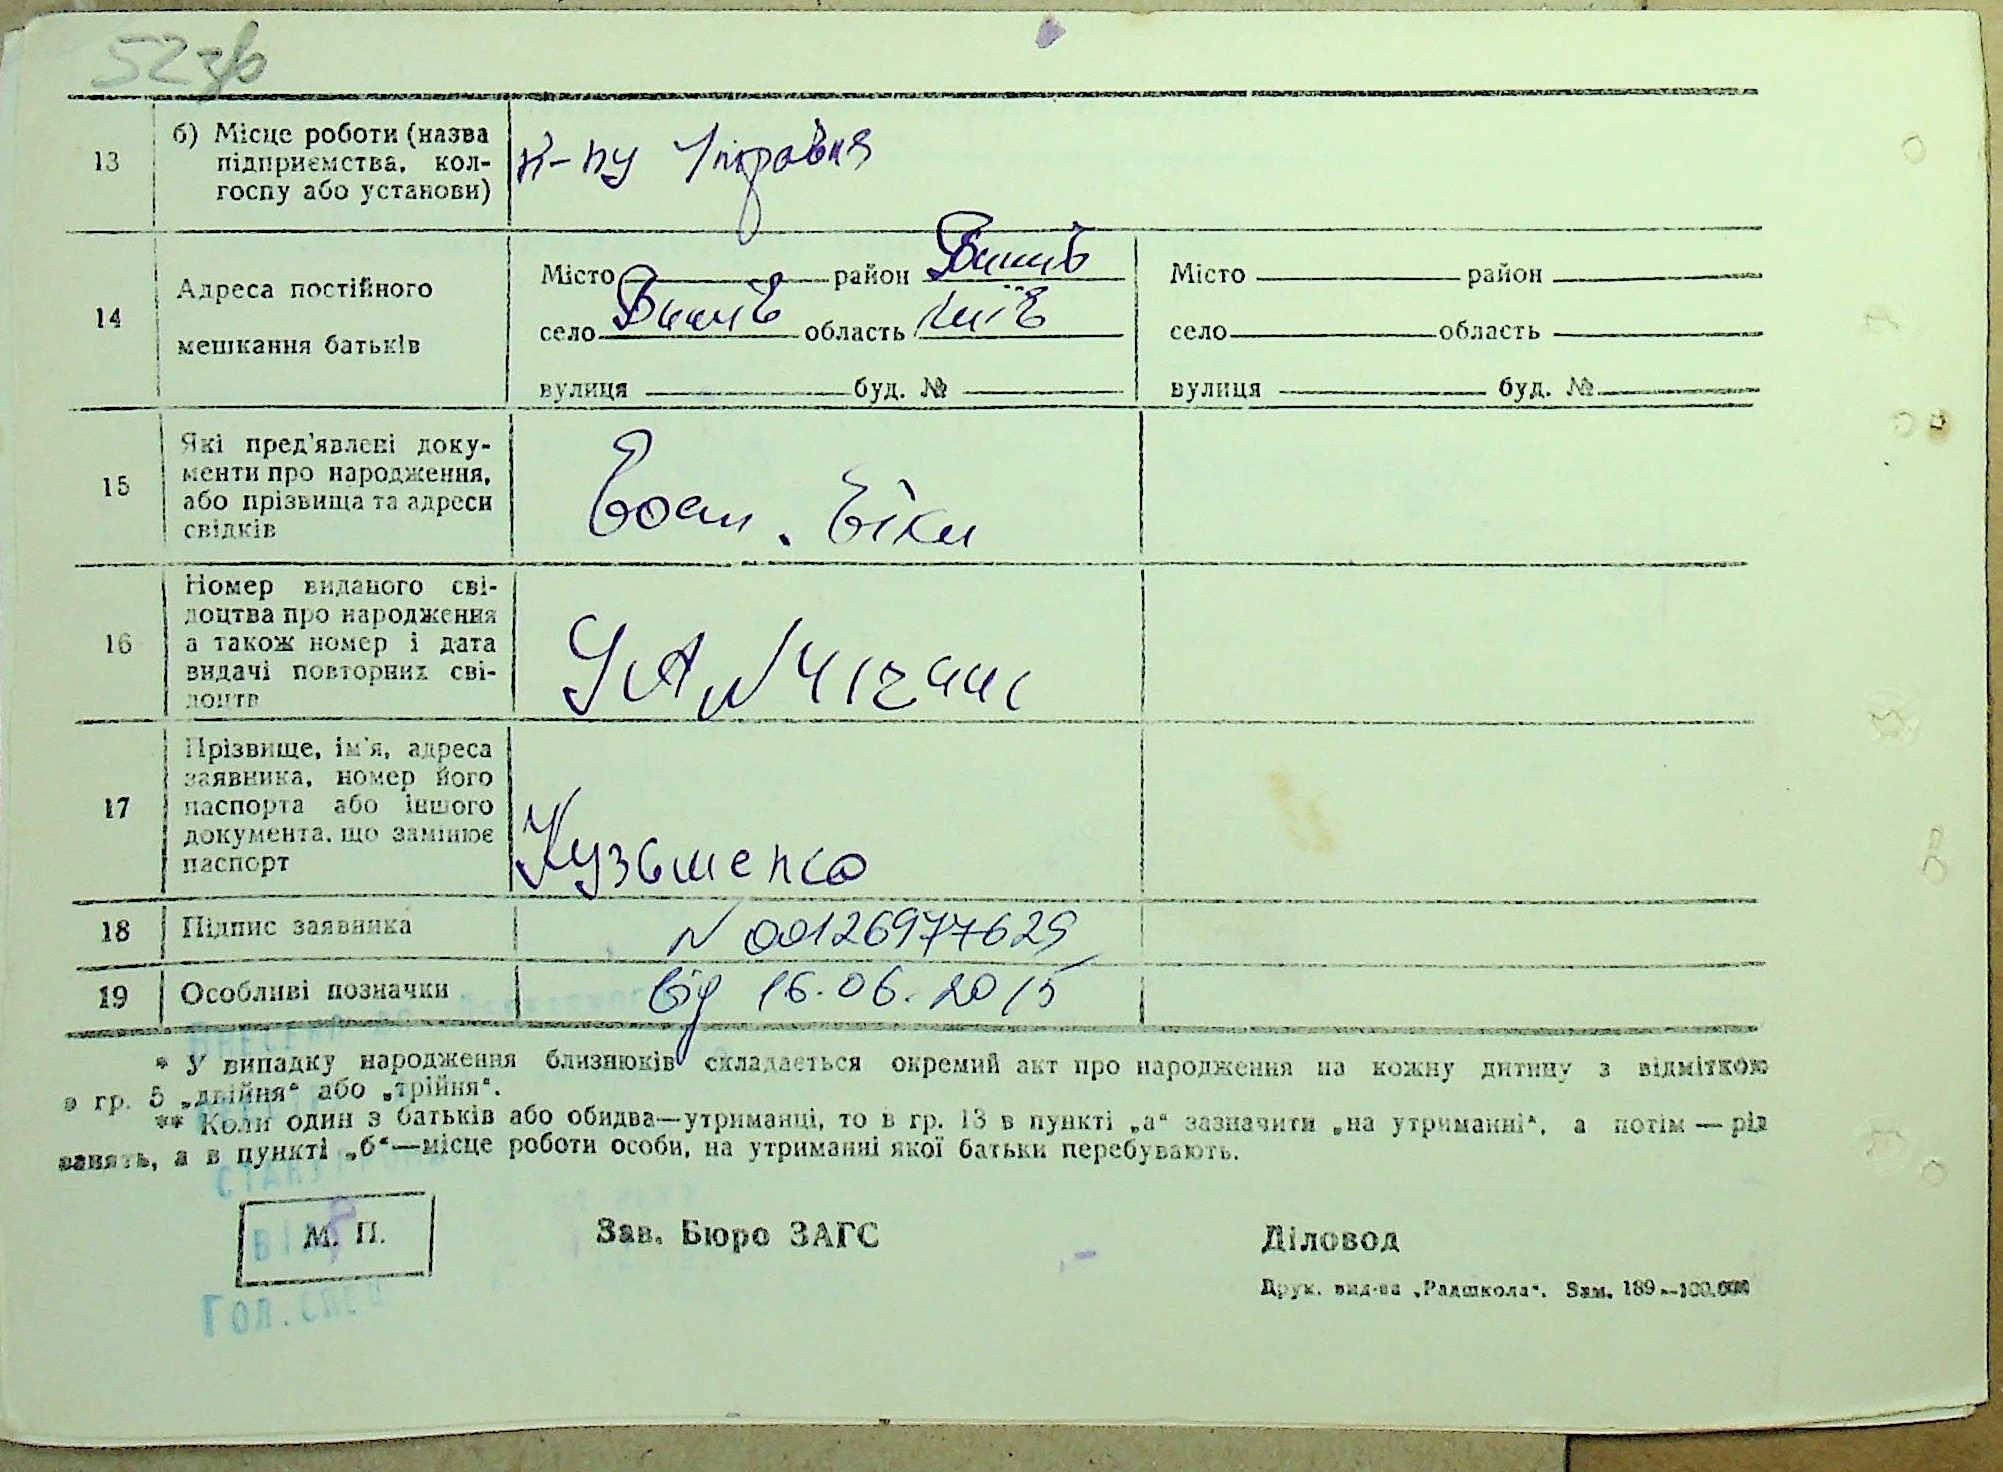 52 зв
13 б) Місце роботи (назва підприємства, колгоспу або установи)
14 Адреса постійного мешкання батьків
Місто район
село область Київ
вулиця буд. №
Місто район
село область
вулиця буд. №
15 Які пред'явлені документи про народження, або прізвища та адреси свідків
16 Номер виданого свідоцтва про народження а також номер і дата видачі повторних свідоцтв
17 Прізвище, ім'я, адреса заявника, номер його паспорта або іншого документа, що замінює паспорт Кузьменко
18 Підпис заявника N 00126977629
19 Особливі позначки від 16.06.2015
* У випадку народження близнюків складається окремий акт про народження на кожну дитину з відміткою
в гр. 5 „двійня“ або „трійня“.
** Коли один з батьків або обидва—утриманці, то в гр. 13 в пункті „а“ зазначити „на утриманні“, а потім — рід
занять, а в пункті „б“—місце роботи особи, на утриманні якої батьки перебувають.
М. П. Зав. Бюро ЗАГС Діловод
Друк. вид-ва „Радшкола“. Зам. 189—100.000